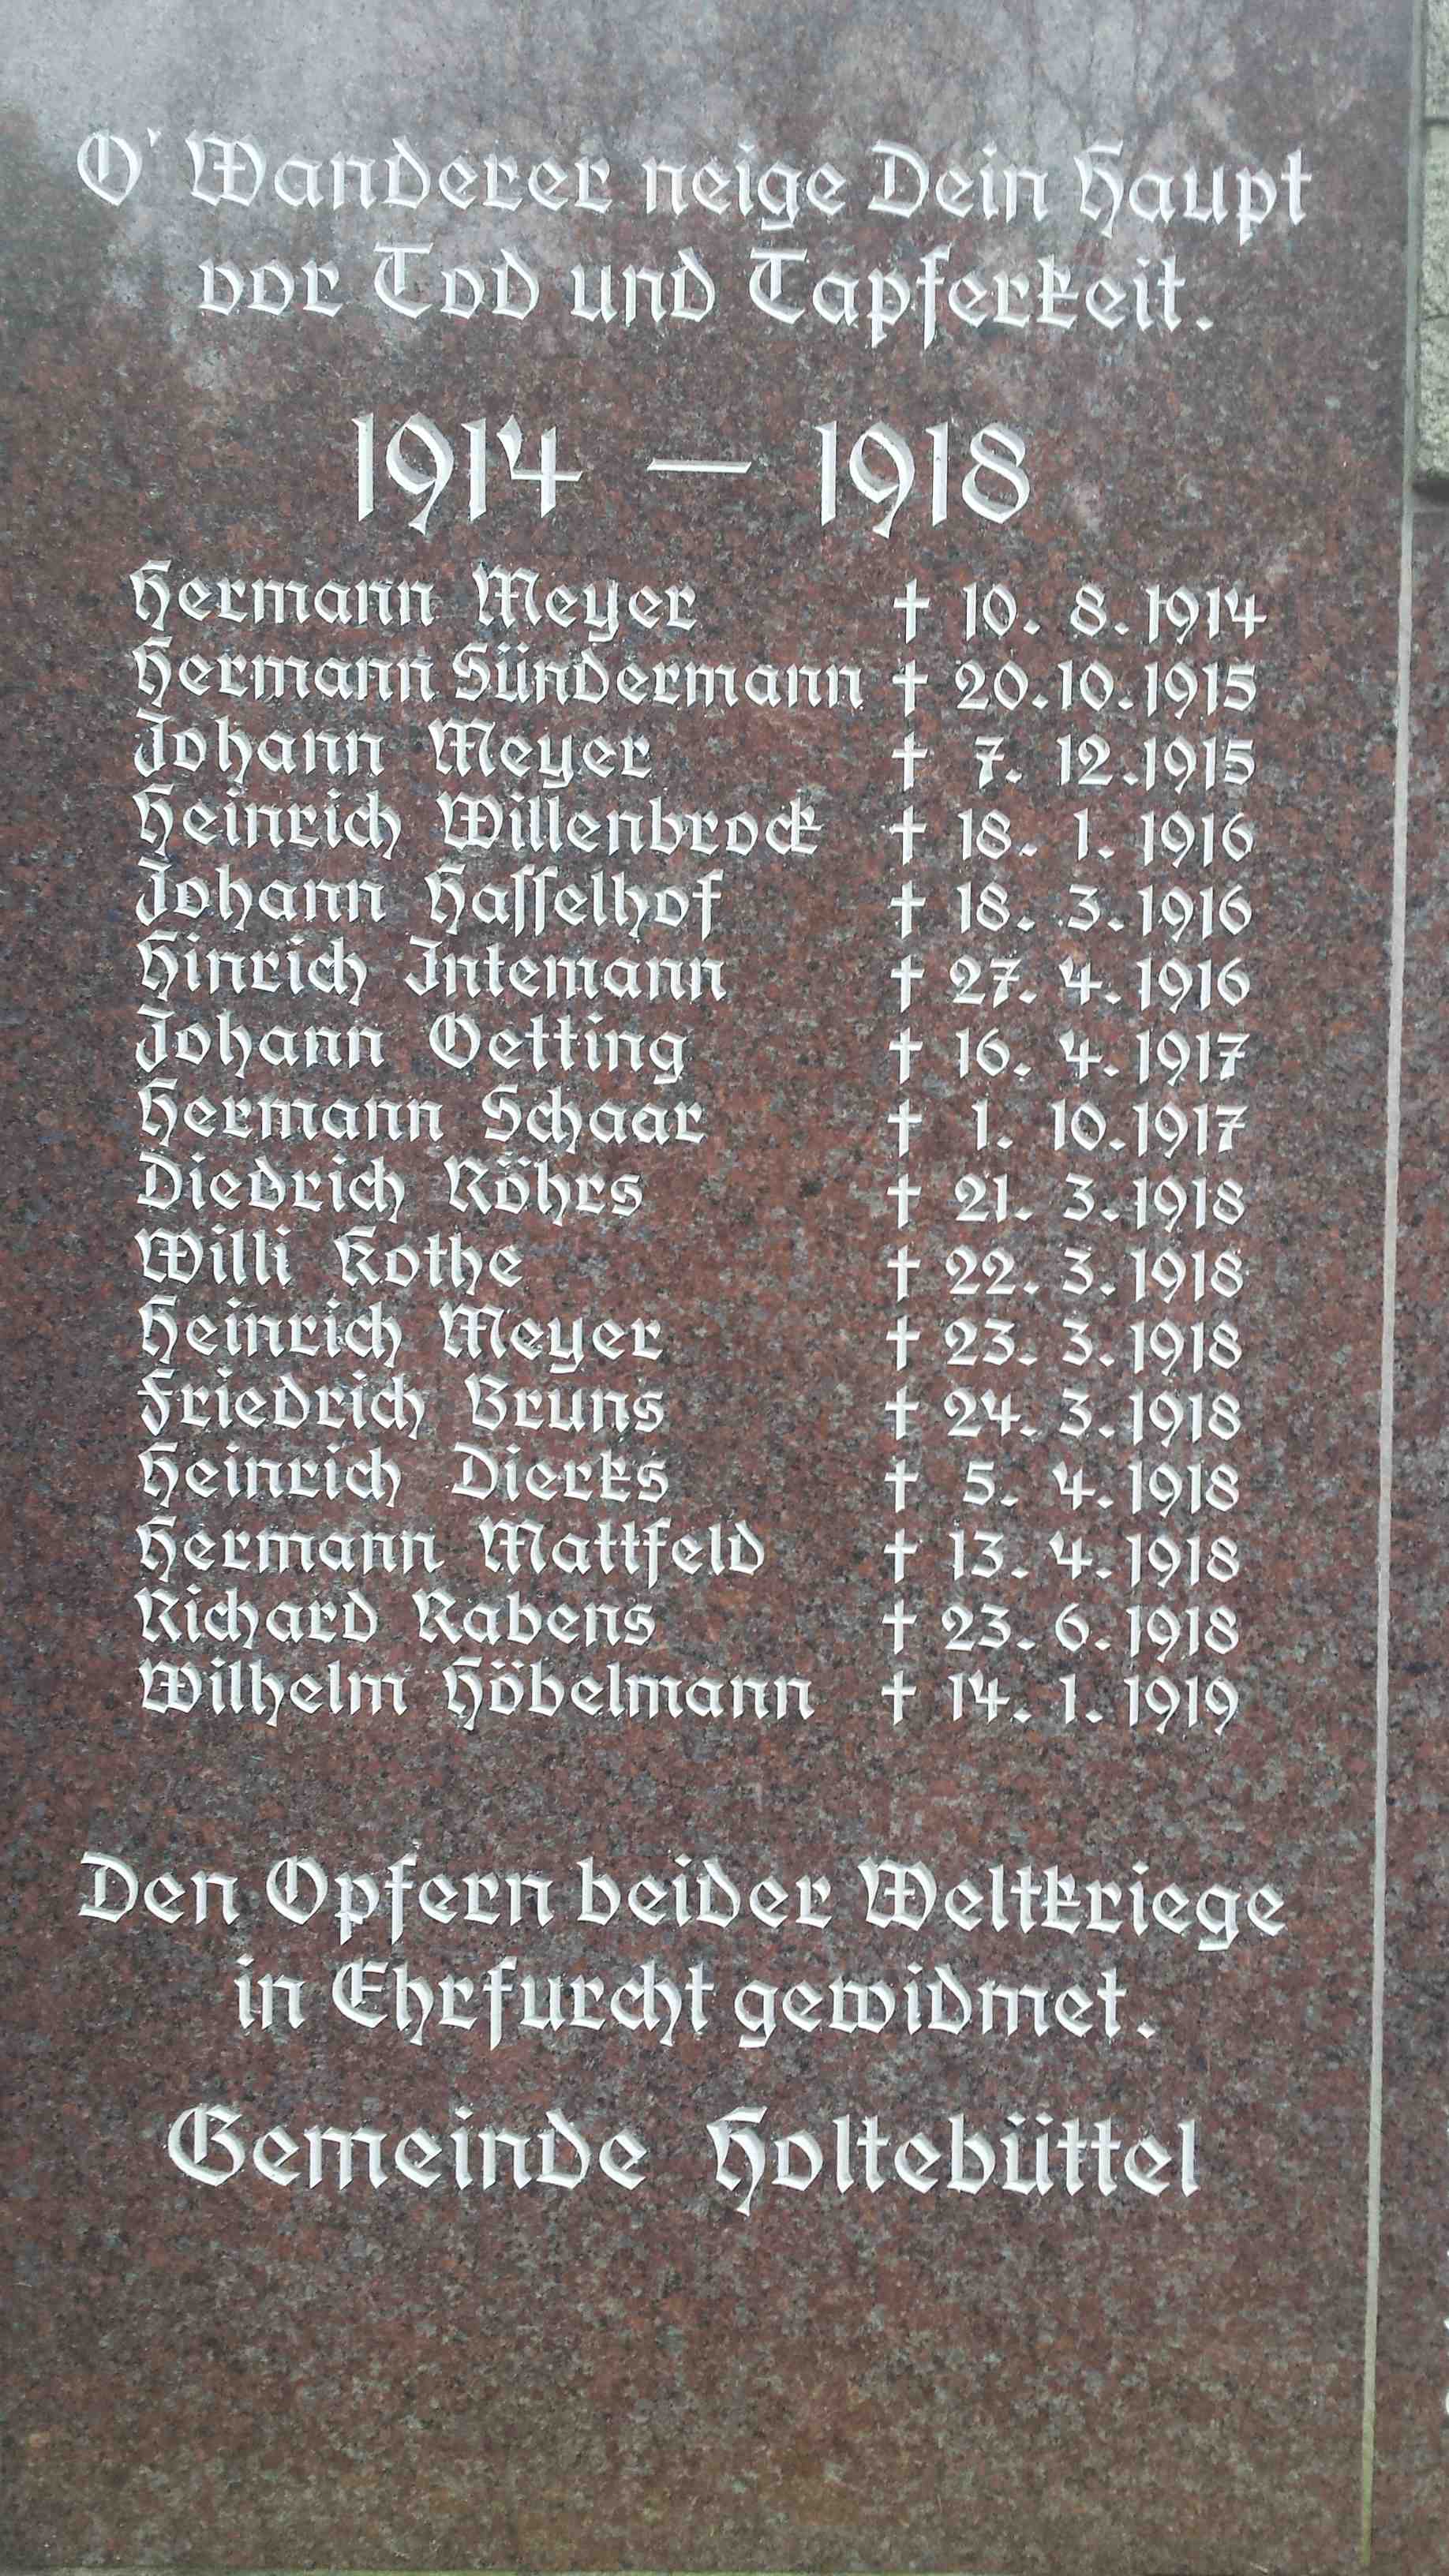 O' Wanderer neige Dein Haupt
vor Tod und Tapferkeit.
1914 — 1918
Hermann Meyer † 10. 8. 1914
Hermann Sündermann † 20.10.1915
Johann Meyer † 7. 12.1915
Heinrich Willenbrock † 18. 1. 1916
Johann Haſſelhof † 18. 3. 1916
Hinrich Intemann † 27. 4. 1916
Johann Oetting † 16. 4. 1917
Hermann Schaar † 1. 10.1917
Diedrich Röhrs † 21. 3. 1918
Willi Kothe † 22. 3. 1918
Heinrich Meyer † 23. 3. 1918
Friedrich Bruns † 24. 3. 1918
Heinrich Dierks † 5. 4. 1918
Hermann Mattfeld † 13. 4. 1918
Richard Rabens † 23. 6. 1918
Wilhelm Höbelmann † 14. 1. 1919
Den Opfern beider Weltkriege
in Ehrfurcht gewidmet.
Gemeinde Holtebüttel